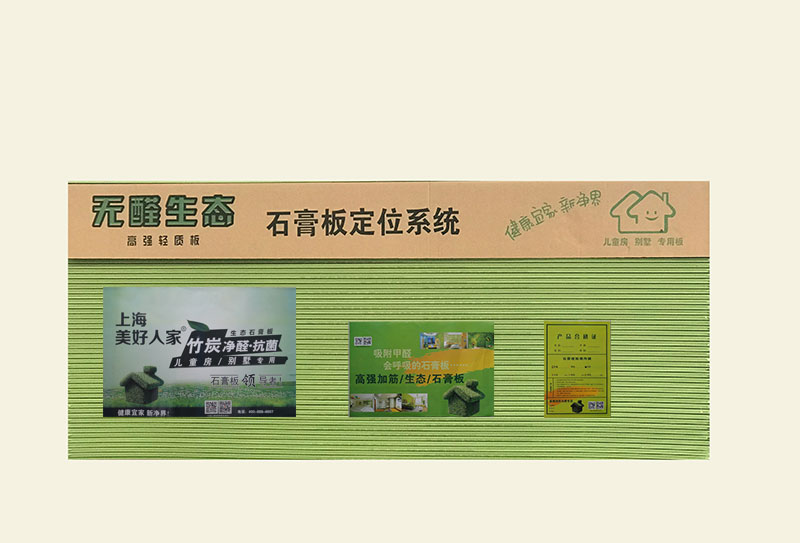 无醛生态
高强轻质板
石膏板定位系统
健康宜家 新净界
儿童房 别墅 专用板
上海
美好人家®
生态石膏板
竹炭净醛·抗菌
儿童房/别墅专用
石膏板领导者!
健康宜家 新净界!
吸附甲醛
会呼吸的石膏板
高强加筋/生态/石膏板
产品合格证